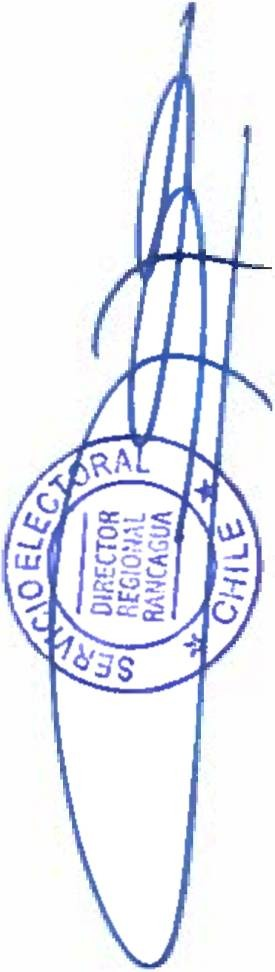 SERVICIO ELECTORAL
DIRECTOR
REGIONAL
RANCAGUA
★ CHILE ★